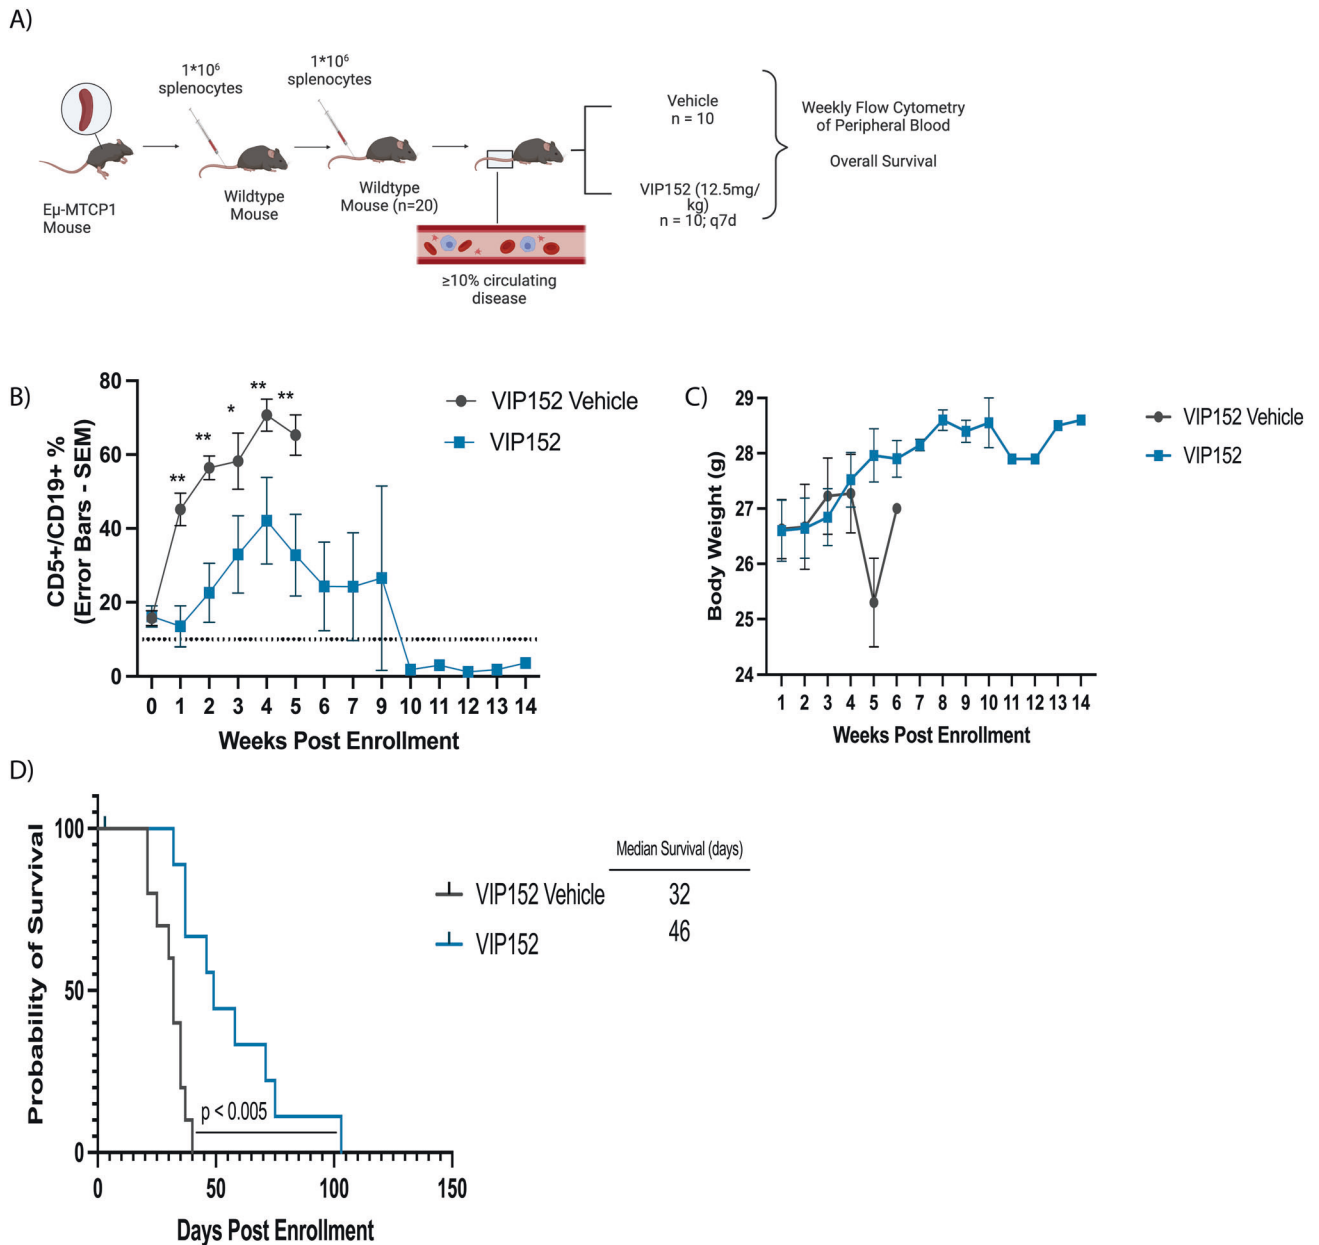 A)
1*10⁶
splenocytes
1*10⁶
splenocytes
Eμ-MTCP1
Mouse
Wildtype
Mouse
Wildtype
Mouse (n=20)
≥10% circulating
disease
Vehicle
n = 10
VIP152 (12.5mg/
kg)
n = 10; q7d
Weekly Flow Cytometry
of Peripheral Blood
Overall Survival
B)
CD5+/CD19+ %
(Error Bars - SEM)
80
60
40
20
0
**
**
*
**
**
0 1 2 3 4 5 6 7 9 10 11 12 13 14
Weeks Post Enrollment
VIP152 Vehicle
VIP152
C)
Body Weight (g)
29
28
27
26
25
24
1 2 3 4 5 6 7 8 9 10 11 12 13 14
Weeks Post Enrollment
VIP152 Vehicle
VIP152
D)
Probability of Survival
100
50
0
p < 0.005
0 50 100 150
Days Post Enrollment
Median Survival (days)
VIP152 Vehicle 32
VIP152 46